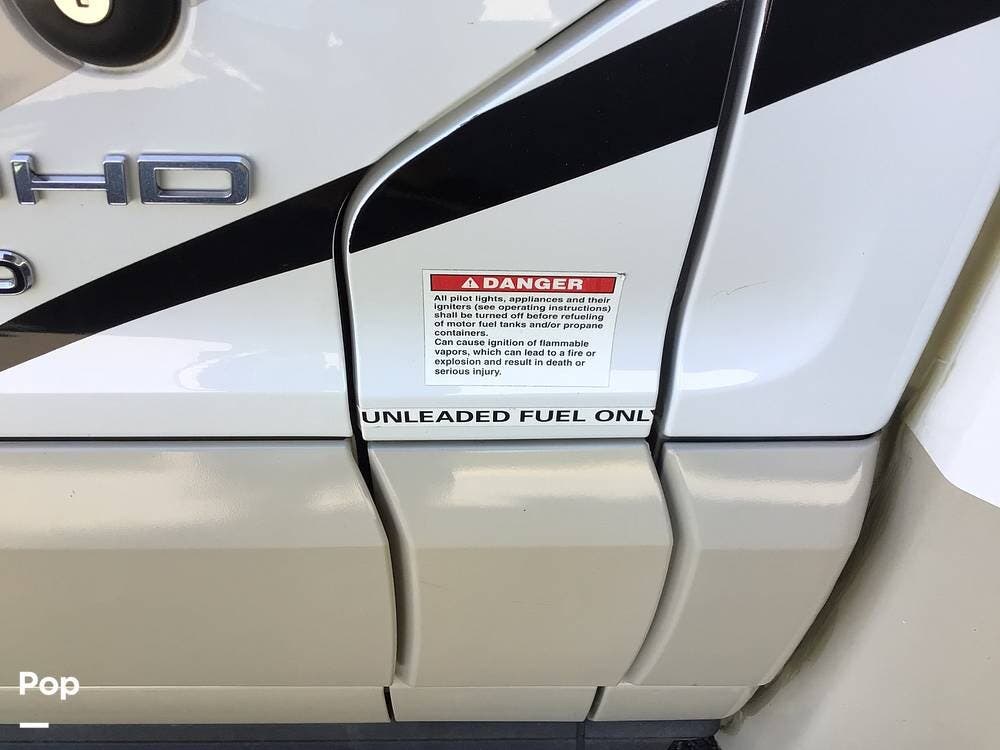 HD
DANGER
All pilot lights, appliances and their
igniters (see operating instructions)
shall be turned off before refueling
of motor fuel tanks and/or propane
containers.
Can cause ignition of flammable
vapors, which can lead to a fire or
explosion and result in death or
serious injury.
UNLEADED FUEL ONLY
Pop